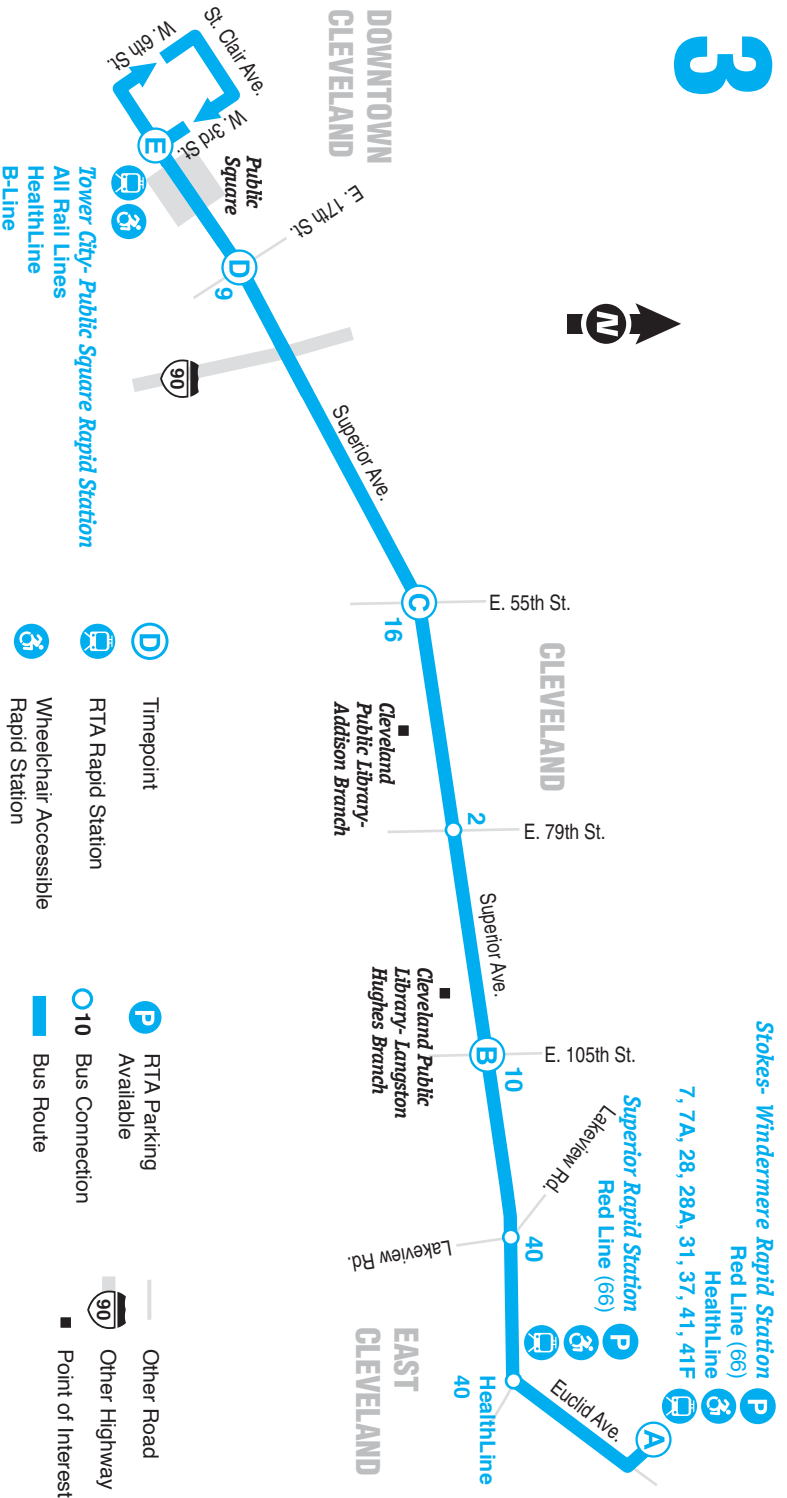 3
DOWNTOWN
CLEVELAND
St. Clair Ave.
W. 6th St.
W. 3rd St.
E
Public
Square
Tower City- Public Square Rapid Station
All Rail Lines
HealthLine
B-Line
E. 17th St.
D
9
N
90
Superior Ave.
C
16
E. 55th St.
CLEVELAND
Cleveland
Public Library-
Addison Branch
2
E. 79th St.
Superior Ave.
Cleveland Public
Library- Langston
Hughes Branch
B
10
E. 105th St.
Lakeview Rd.
Lakeview Rd.
40
Superior Rapid Station
Red Line (66)
P
EAST
CLEVELAND
HealthLine
40
Euclid Ave.
A
Stokes- Windermere Rapid Station
Red Line (66)
HealthLine
7, 7A, 28, 28A, 31, 37, 41, 41F
P
D Timepoint
RTA Rapid Station
Wheelchair Accessible
Rapid Station
P RTA Parking
Available
10 Bus Connection
Bus Route
Other Road
90 Other Highway
Point of Interest